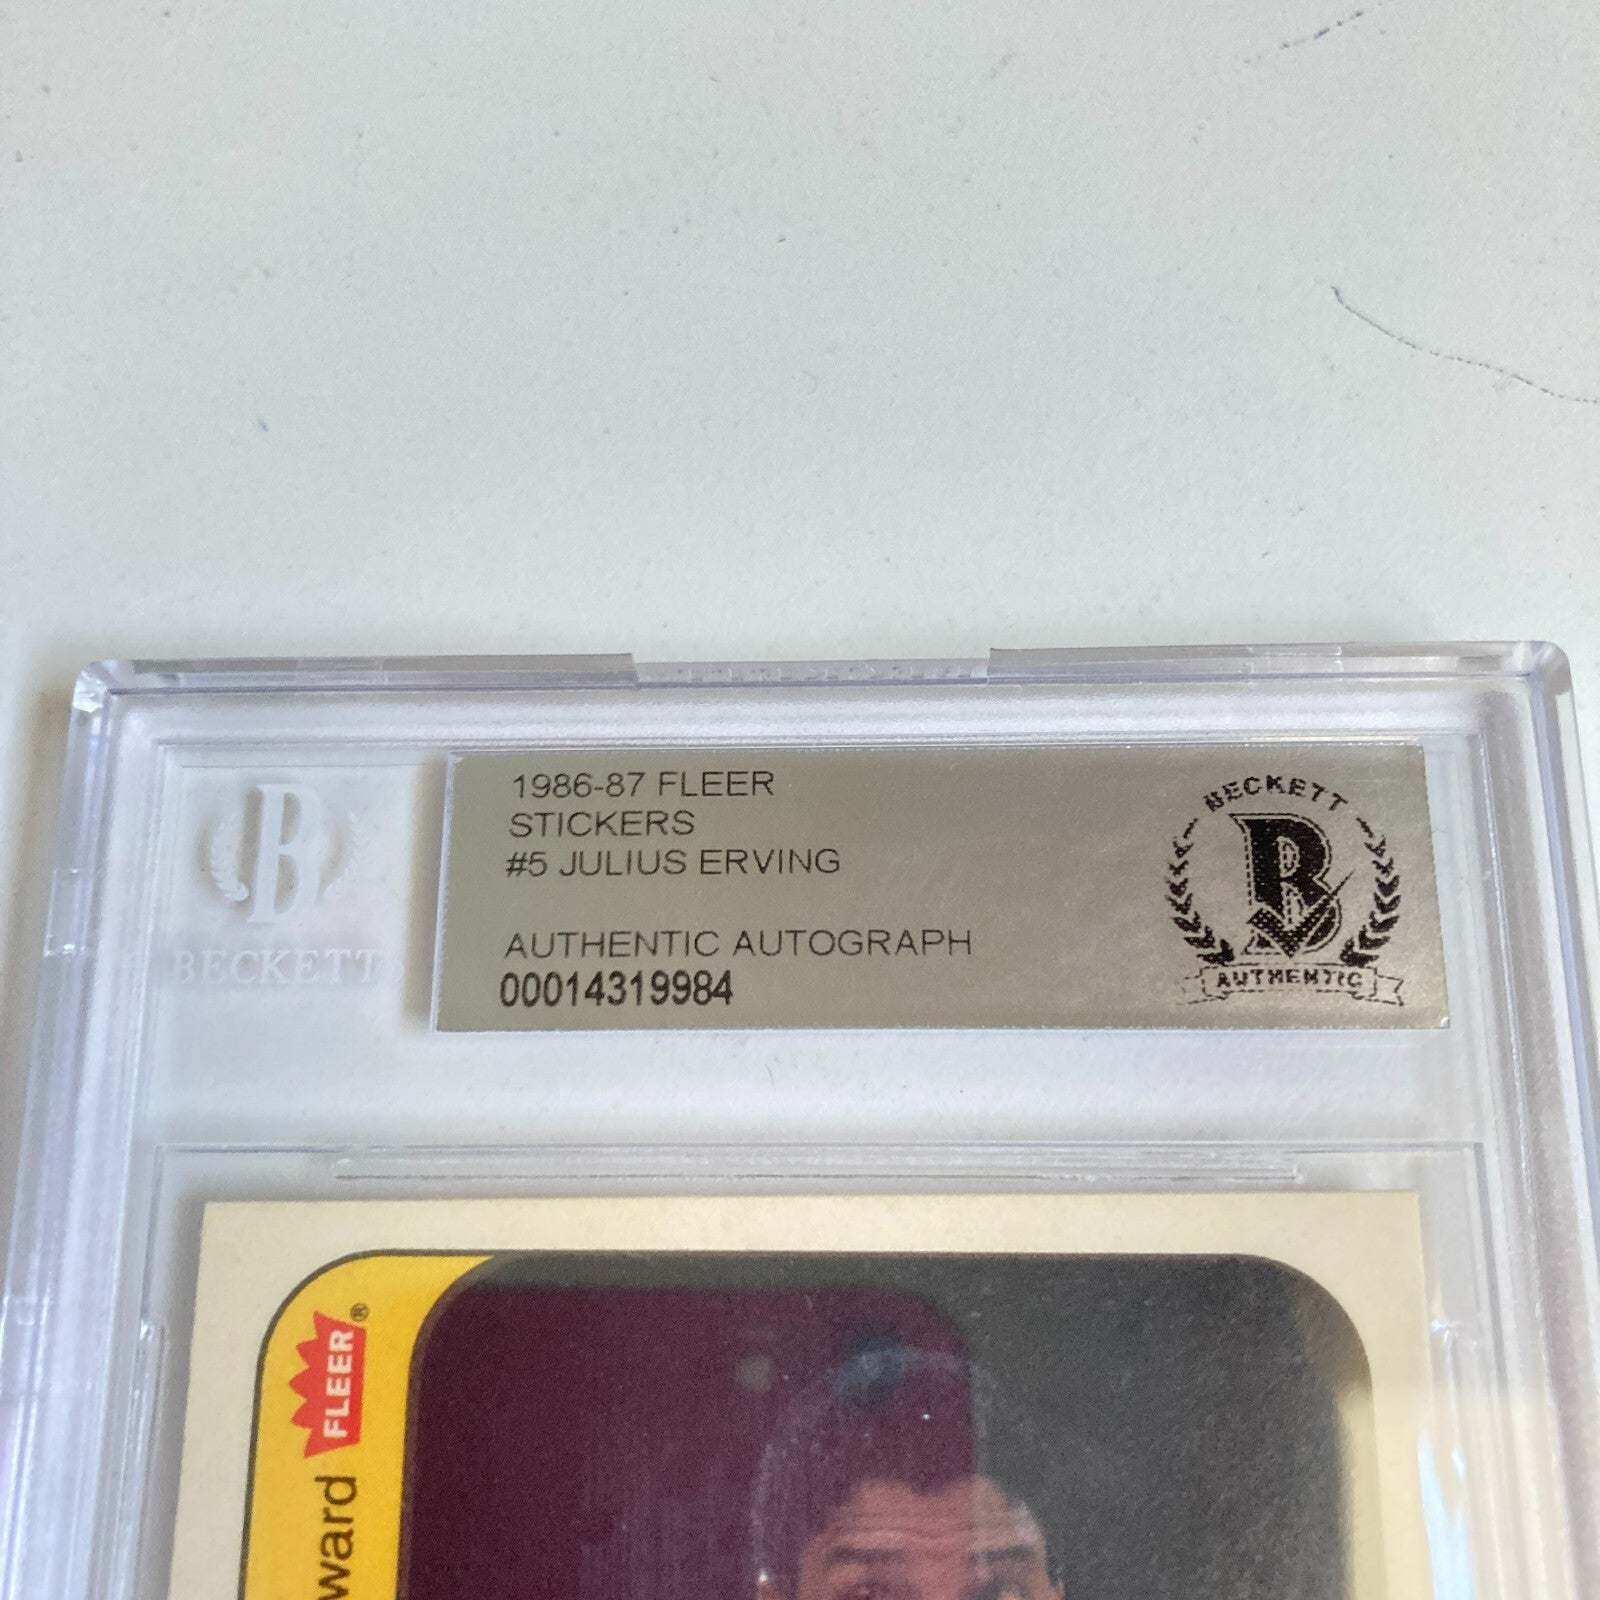 1986-87 FLEER
STICKERS
#5 JULIUS ERVING
AUTHENTIC AUTOGRAPH
00014319984
BECKETT
B
AUTHENTIC
B
BECKETT
FLEER®
ward